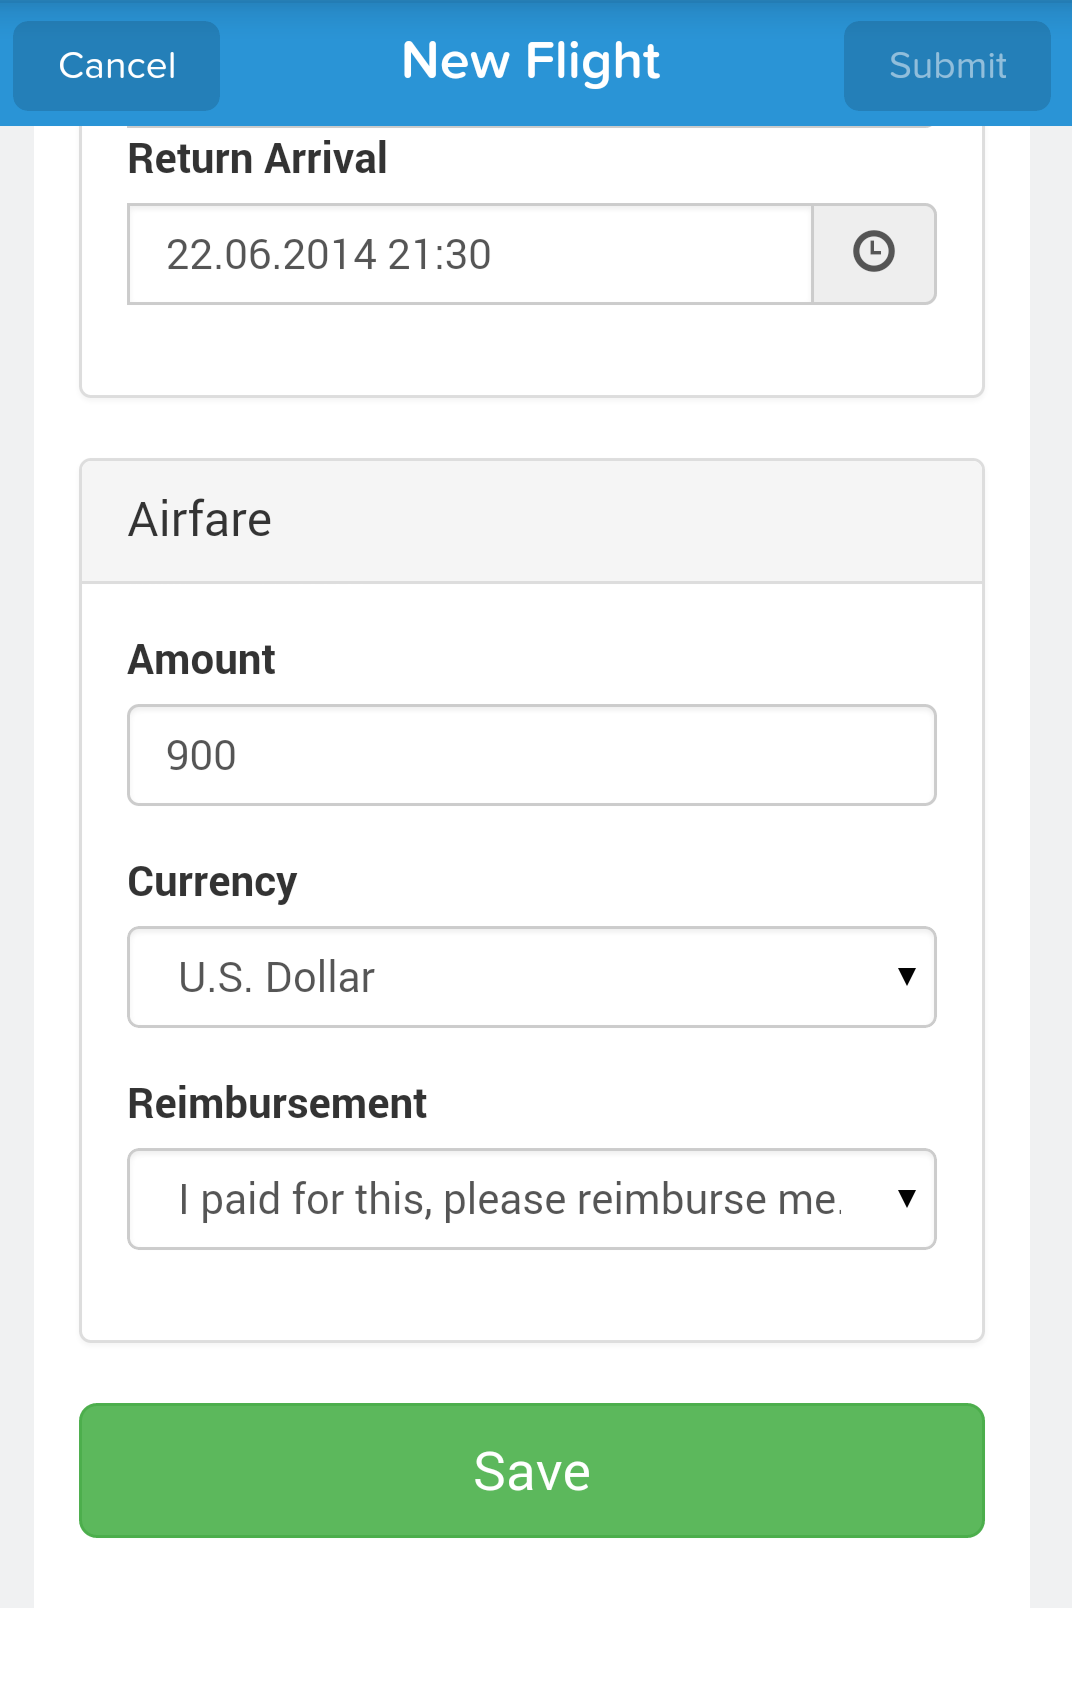 Cancel
New Flight
Submit
Return Arrival
22.06.2014 21:30
Airfare
Amount
900
Currency
U.S. Dollar
Reimbursement
I paid for this, please reimburse me.
Save